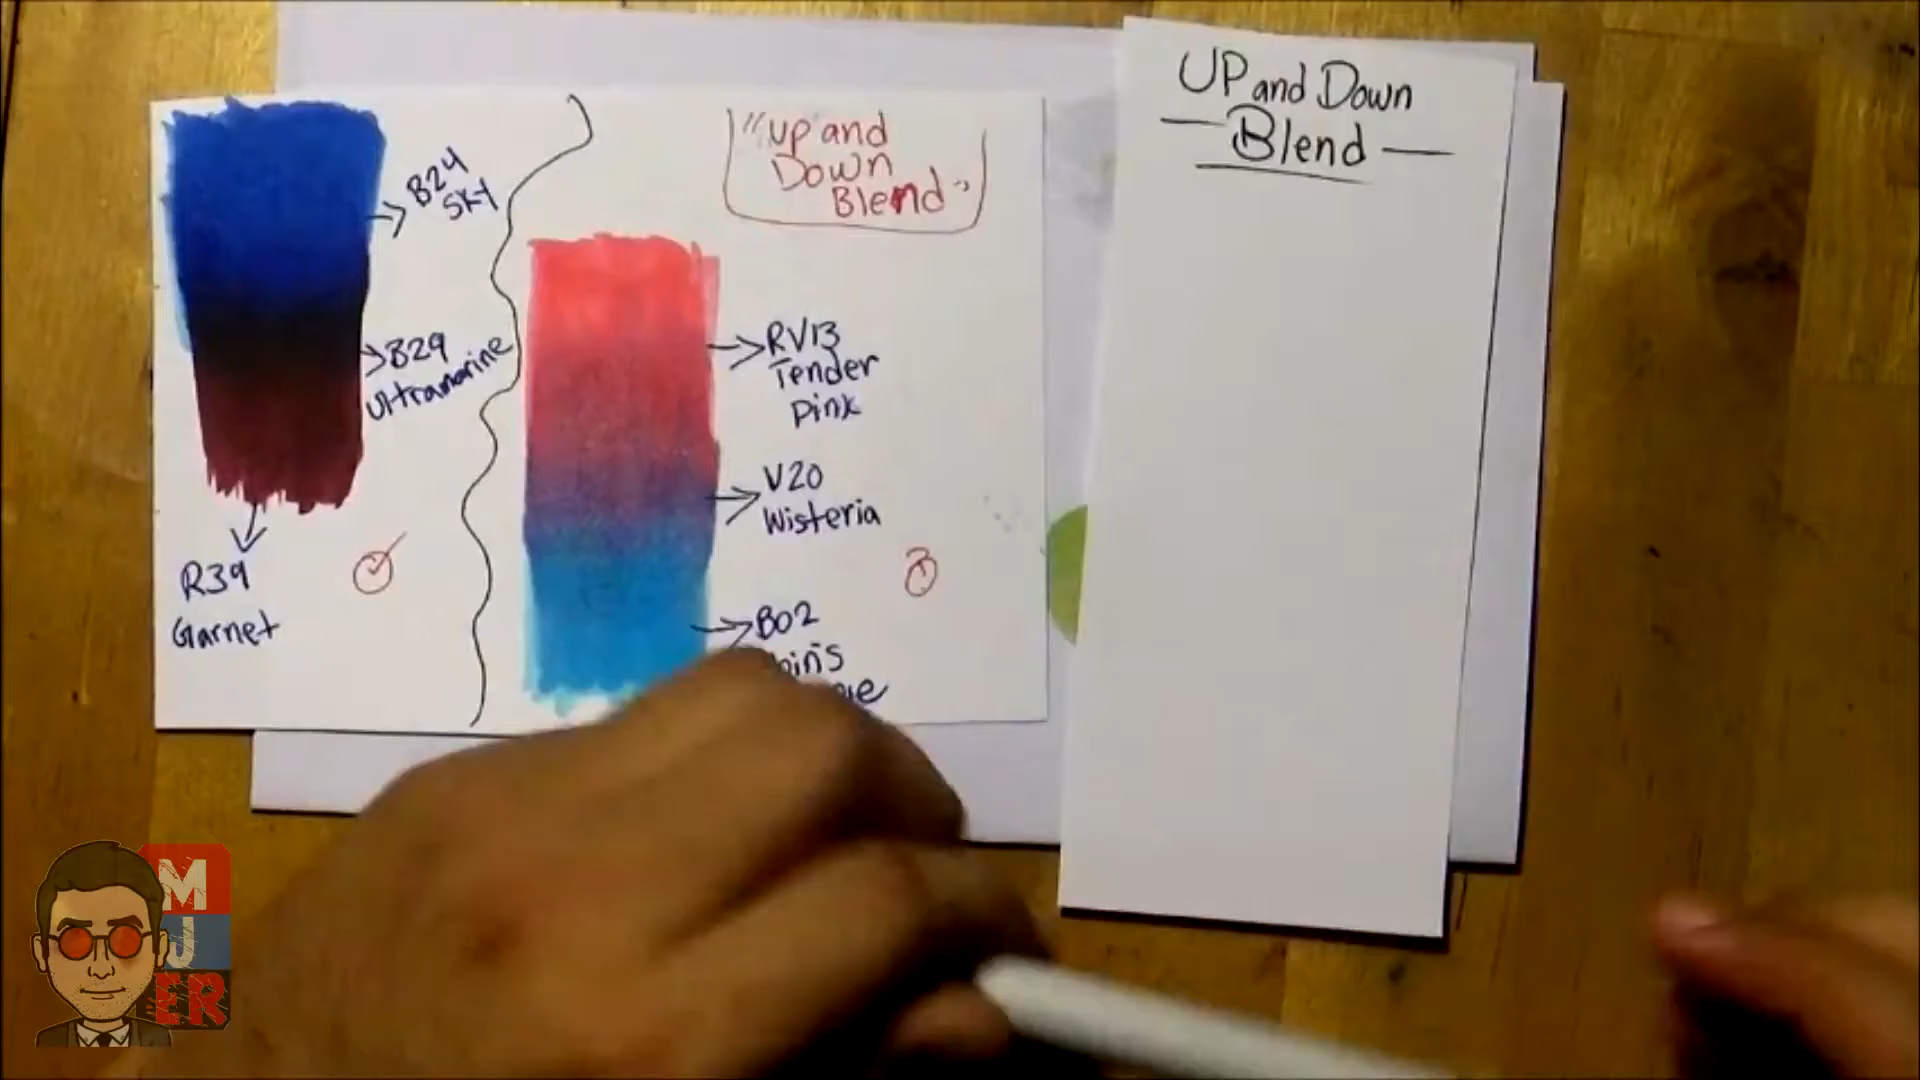 B24
SKY
B29
Ultramarine
R39
Garnet
"up and
Down
Blend"
RV13
Tender
Pink
V20
Wisteria
B02
UP and Down
Blend
M
J
ER